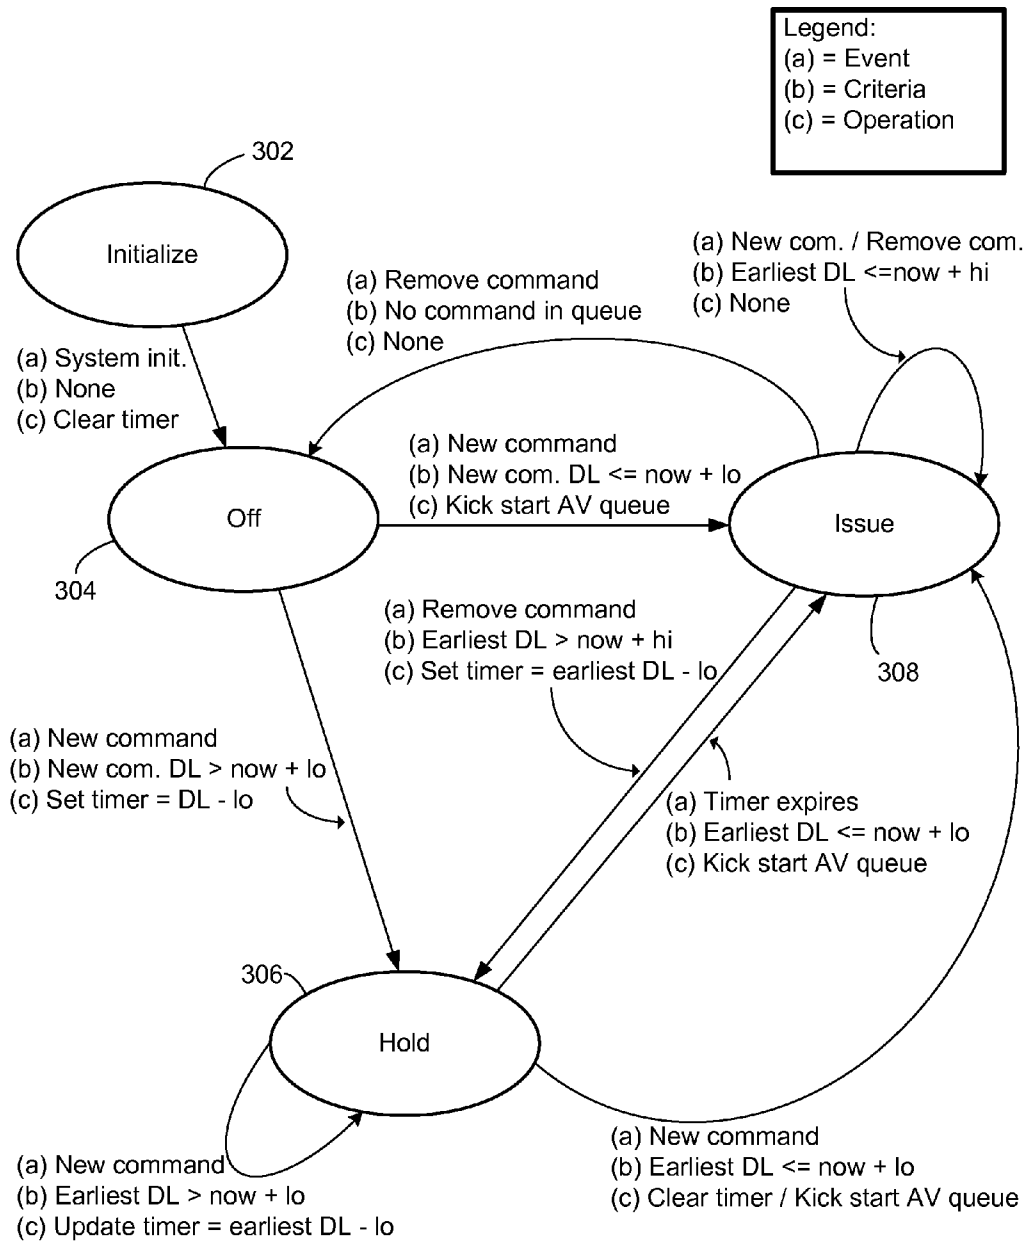 Legend:
(a) = Event
(b) = Criteria
(c) = Operation
302
Initialize
(a) New com. / Remove com.
(b) Earliest DL <=now + hi
(c) None
(a) Remove command
(b) No command in queue
(c) None
(a) System init.
(b) None
(c) Clear timer
(a) New command
(b) New com. DL <= now + lo
(c) Kick start AV queue
Off
Issue
304
(a) Remove command
(b) Earliest DL > now + hi
(c) Set timer = earliest DL - lo
308
(a) New command
(b) New com. DL > now + lo
(c) Set timer = DL - lo
(a) Timer expires
(b) Earliest DL <= now + lo
(c) Kick start AV queue
306
Hold
(a) New command
(b) Earliest DL <= now + lo
(c) Clear timer / Kick start AV queue
(a) New command
(b) Earliest DL > now + lo
(c) Update timer = earliest DL - lo